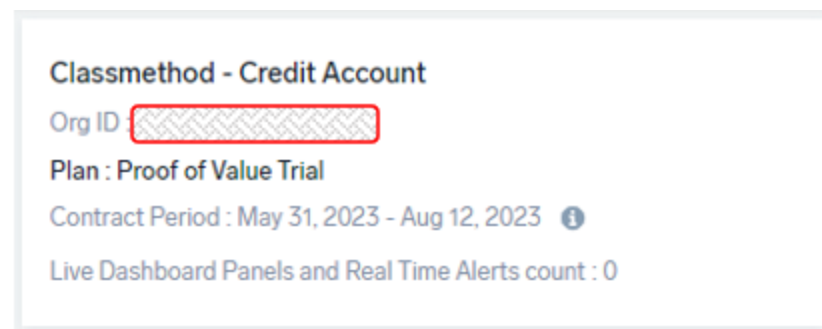 Classmethod - Credit Account
Org ID :
Plan : Proof of Value Trial
Contract Period : May 31, 2023 - Aug 12, 2023
Live Dashboard Panels and Real Time Alerts count : 0